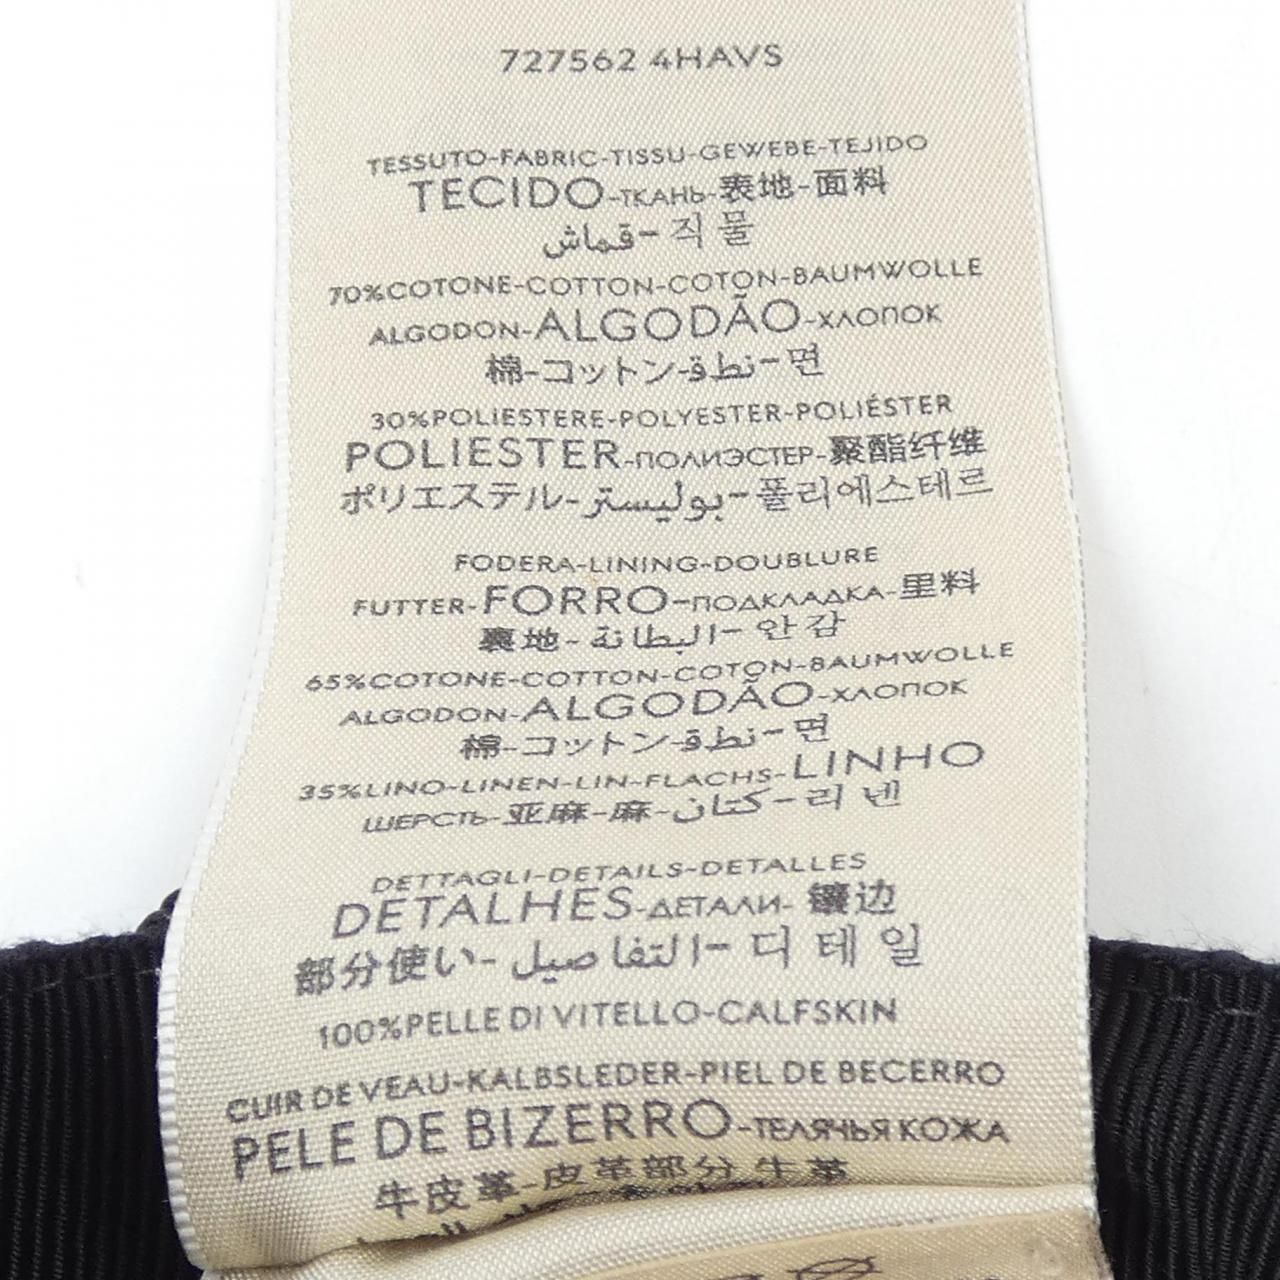 727562 4HAVS
TESSUTO-FABRIC-TISSU-GEWEBE-TEJIDO
TECIDO-ТКАНЬ-表地-面料
قماش-직물
70%COTONE-COTTON-COTON-BAUMWOLLE
ALGODON-ALGODÃO-ХЛОПОК
棉-コットン-نطق-면
30%POLIESTERE-POLYESTER-POLIÉSTER
POLIESTER-ПОЛИЭСТЕР-聚酯纤维
ポリエステル-بوليستر-폴리에스테르
FODERA-LINING-DOUBLURE
FUTTER-FORRO-ПОДКЛАДКА-里料
裏地-البطانة-안감
65%COTONE-COTTON-COTON-BAUMWOLLE
ALGODON-ALGODÃO-ХЛОПОК
棉-コットン-نطق-면
35%LINO-LINEN-LIN-FLACHS-LINHO
ШЕРСТЬ-亚麻-麻-كتان-리넨
DETTAGLI-DETAILS-DETALLES
DETALHES-ДЕТАЛИ-镶边
部分使い-التفاصيل-디테일
100%PELLE DI VITELLO-CALFSKIN
CUIR DE VEAU-KALBSLEDER-PIEL DE BECERRO
PELE DE BIZERRO-ТЕЛЯЧЬЯ КОЖА
牛皮革-皮革部分 牛革